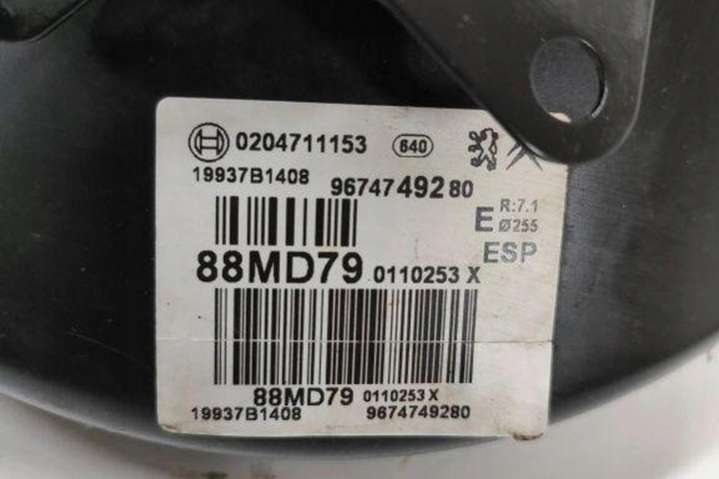 0204711153 640
19937B1408 9674749280
E R:7.1
Ø255
ESP
88MD79 0110253 X
88MD79 0110253 X
19937B1408 9674749280